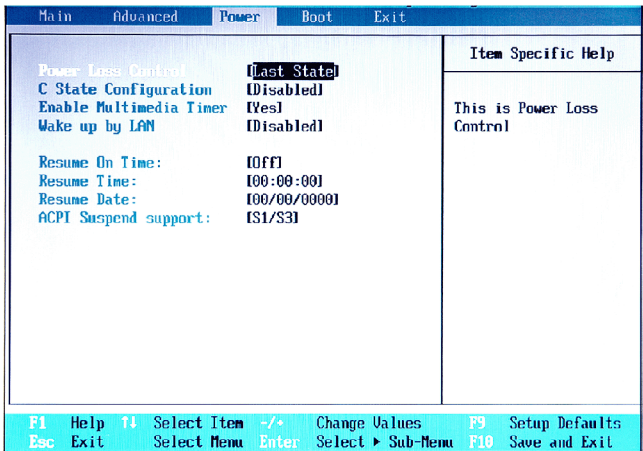 Main Advanced Power Boot Exit
Item Specific Help
Power Loss Control [Last State]
C State Configuration [Disabled]
Enable Multimedia Timer [Yes]
Wake up by LAN [Disabled]
This is Power Loss
Control
Resume On Time: [Off]
Resume Time: [00:00:00]
Resume Date: [00/00/0000]
ACPI Suspend support: [S1/S3]
F1 Help ↑↓ Select Item -/+ Change Values F9 Setup Defaults
Esc Exit Select Menu Enter Select ▶ Sub-Menu F10 Save and Exit